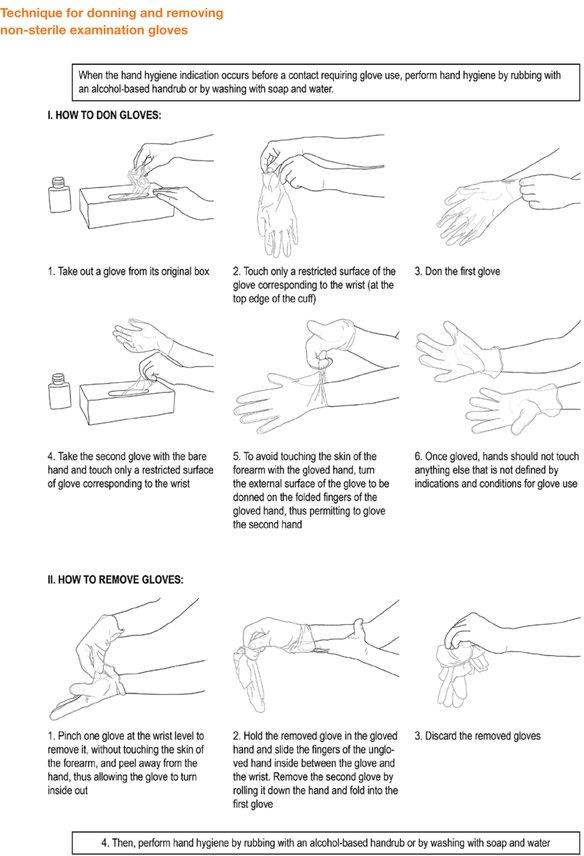 Technique for donning and removing
non-sterile examination gloves
When the hand hygiene indication occurs before a contact requiring glove use, perform hand hygiene by rubbing with
an alcohol-based handrub or by washing with soap and water.
I. HOW TO DON GLOVES:
1. Take out a glove from its original box
2. Touch only a restricted surface of the
glove corresponding to the wrist (at the
top edge of the cuff)
3. Don the first glove
4. Take the second glove with the bare
hand and touch only a restricted surface
of glove corresponding to the wrist
5. To avoid touching the skin of the
forearm with the gloved hand, turn
the external surface of the glove to be
donned on the folded fingers of the
gloved hand, thus permitting to glove
the second hand
6. Once gloved, hands should not touch
anything else that is not defined by
indications and conditions for glove use
II. HOW TO REMOVE GLOVES:
1. Pinch one glove at the wrist level to
remove it, without touching the skin of
the forearm, and peel away from the
hand, thus allowing the glove to turn
inside out
2. Hold the removed glove in the gloved
hand and slide the fingers of the unglo-
ved hand inside between the glove and
the wrist. Remove the second glove by
rolling it down the hand and fold into the
first glove
3. Discard the removed gloves
4. Then, perform hand hygiene by rubbing with an alcohol-based handrub or by washing with soap and water